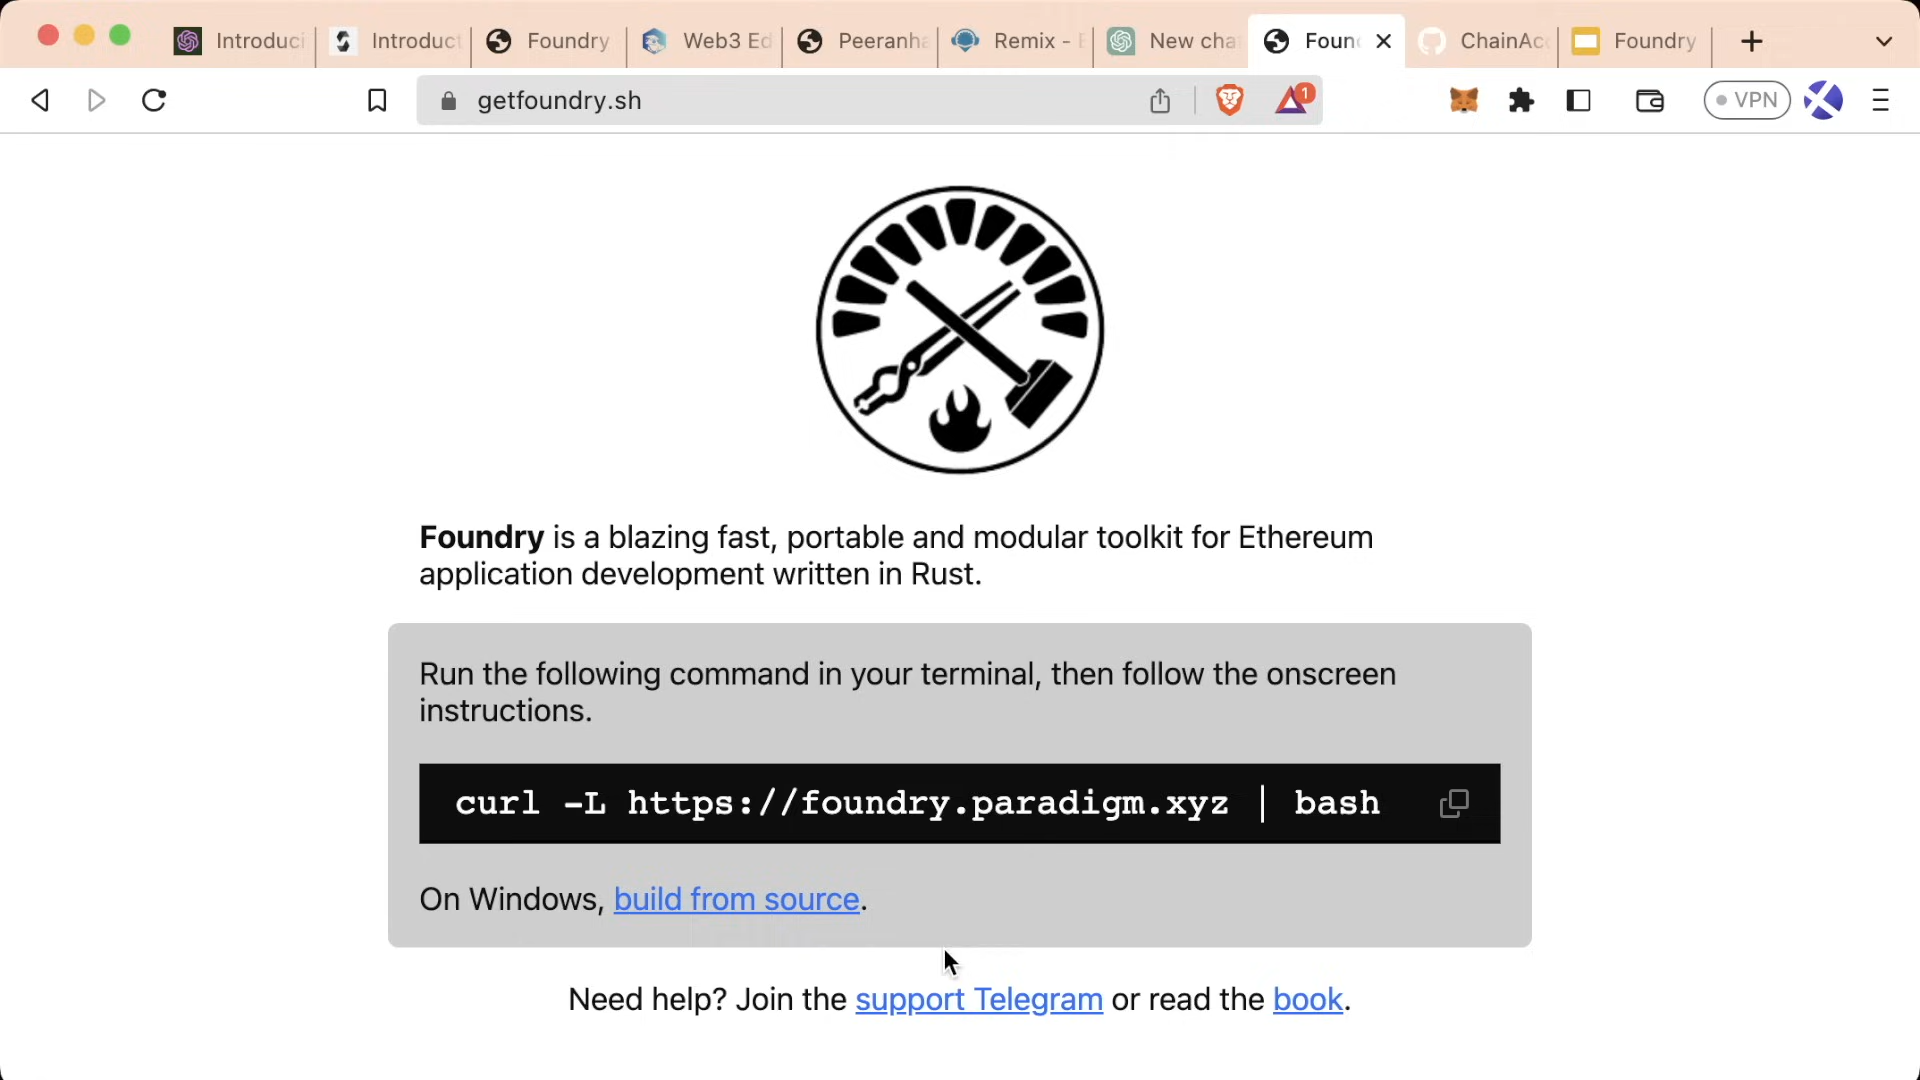 Introduci
Introduct
Foundry
Web3 Ed
Peeranha
Remix -
New cha
Foun
ChainAcc
Foundry
getfoundry.sh
1
VPN
Foundry is a blazing fast, portable and modular toolkit for Ethereum
application development written in Rust.
Run the following command in your terminal, then follow the onscreen
instructions.
curl -L https://foundry.paradigm.xyz | bash
On Windows, build from source.
Need help? Join the support Telegram or read the book.